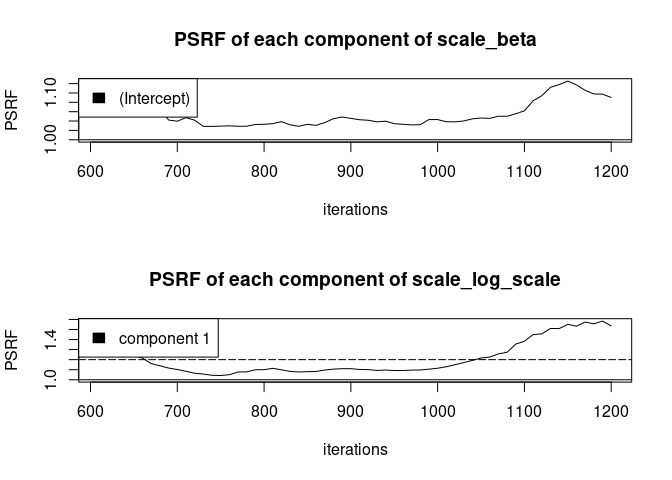 PSRF of each component of scale_beta
PSRF
1.00
1.10
(Intercept)
600 700 800 900 1000 1100 1200
iterations
PSRF of each component of scale_log_scale
PSRF
1.0
1.4
component 1
600 700 800 900 1000 1100 1200
iterations